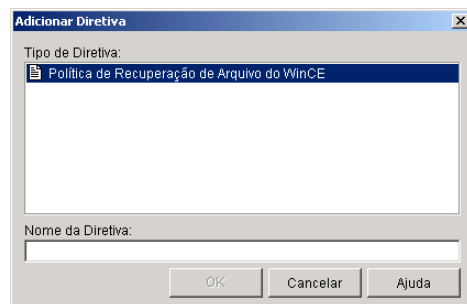 Adicionar Diretiva
Tipo de Diretiva:
Política de Recuperação de Arquivo do WinCE
Nome da Diretiva:
OK Cancelar Ajuda